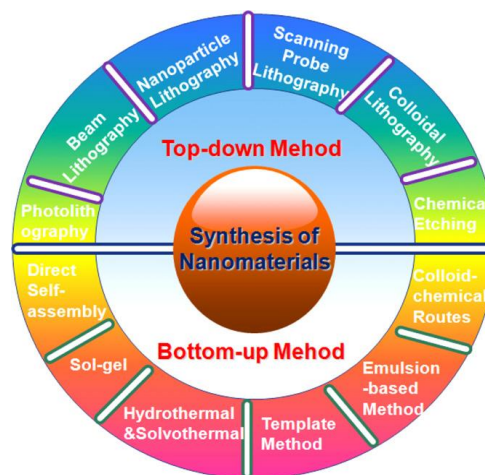 Nanoparticle
Lithography
Scanning
Probe
Lithography
Beam
Lithography
Colloidal
Lithography
Photolith
ography
Chemical
Etching
Top-down Mehod
Synthesis of
Nanomaterials
Bottom-up Mehod
Direct
Self-
assembly
Colloid-
chemical
Routes
Sol-gel
Emulsion
-based
Method
Hydrothermal
&Solvothermal
Template
Method